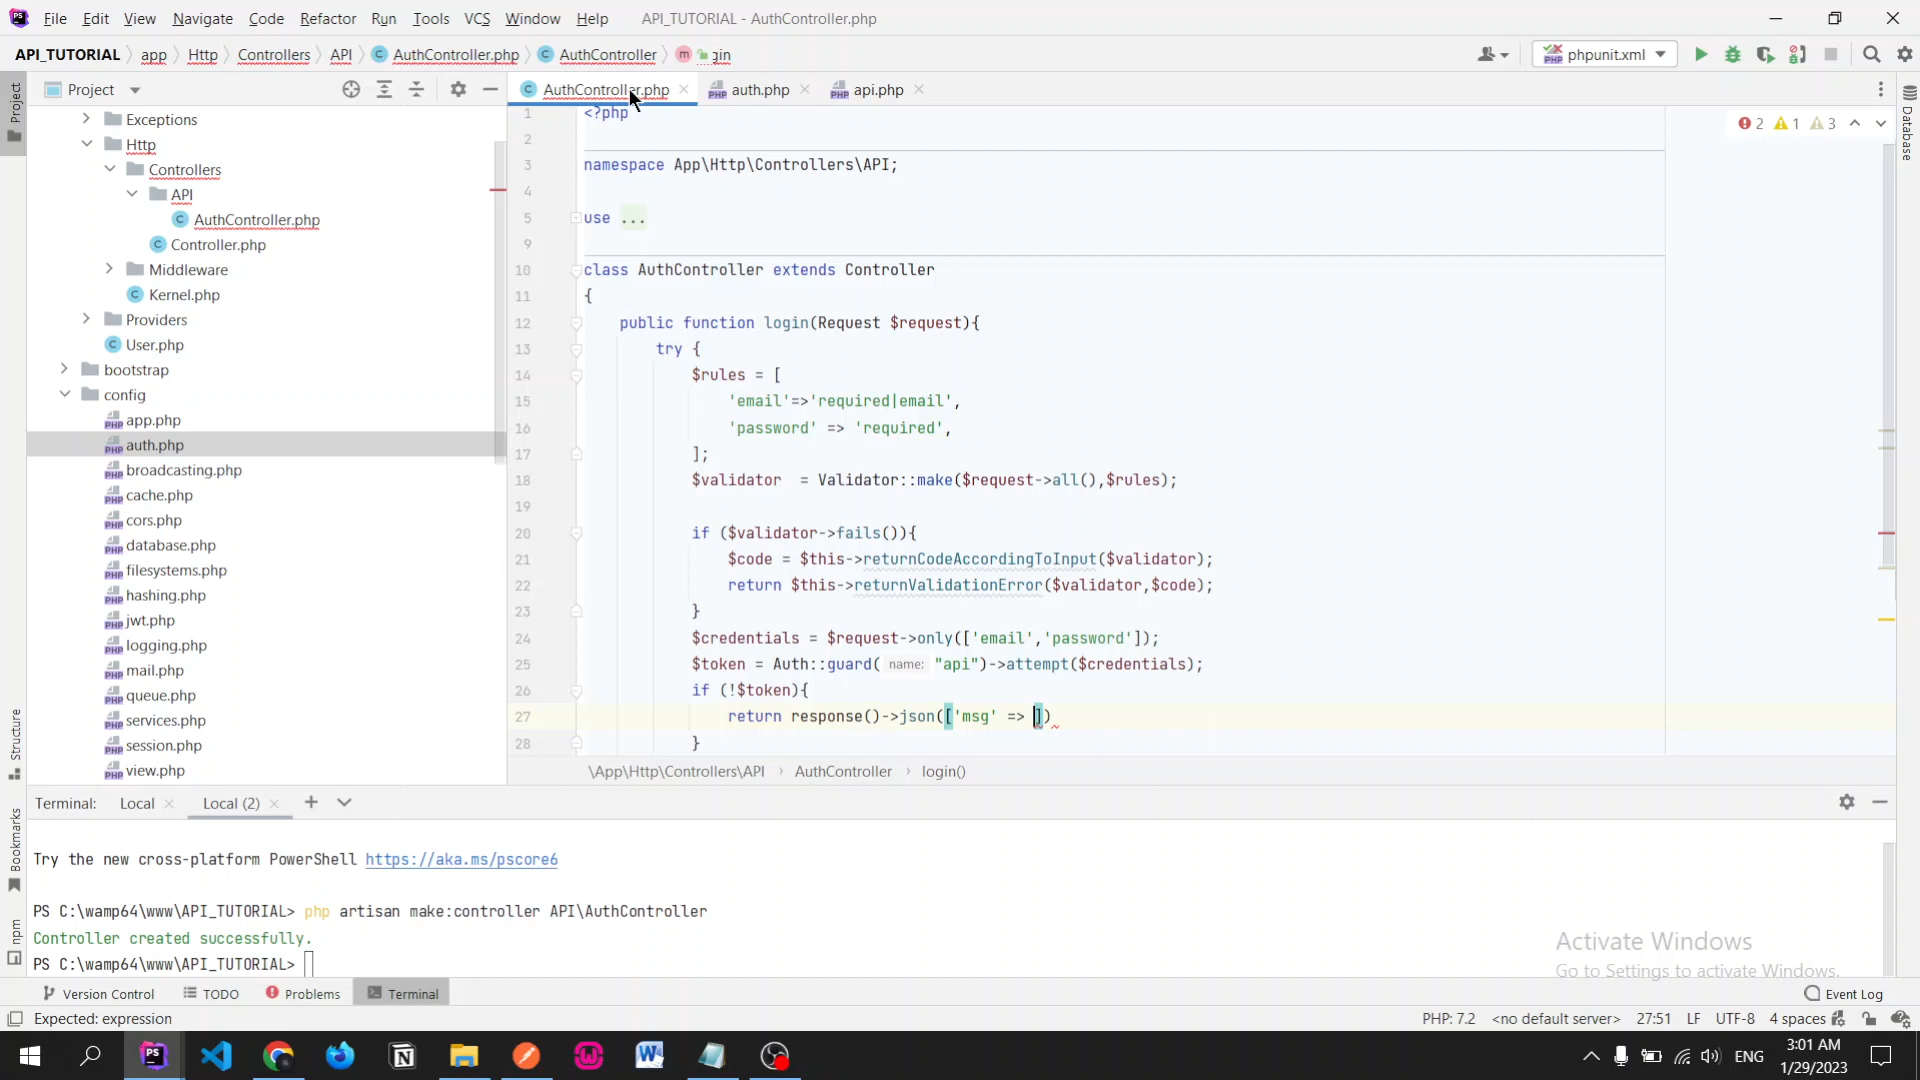 File Edit View Navigate Code Refactor Run Tools VCS Window Help API_TUTORIAL - AuthController.php
API_TUTORIAL app Http Controllers API AuthController.php AuthController m gin phpunit.xml
Project
Project
AuthController.php auth.php api.php
Database
Exceptions
Http
Controllers
API
AuthController.php
Controller.php
Middleware
Kernel.php
Providers
User.php
bootstrap
config
app.php
auth.php
broadcasting.php
cache.php
cors.php
database.php
filesystems.php
hashing.php
jwt.php
logging.php
mail.php
queue.php
services.php
session.php
view.php
2 1 3
1 <?php
2
3 namespace App\Http\Controllers\API;
4
5 use ...
9
10 class AuthController extends Controller
11 {
12 public function login(Request $request){
13 try {
14 $rules = [
15 'email'=>'required|email',
16 'password' => 'required',
17 ];
18 $validator  = Validator::make($request->all(),$rules);
19
20 if ($validator->fails()){
21 $code = $this->returnCodeAccordingToInput($validator);
22 return $this->returnValidationError($validator,$code);
23 }
24 $credentials = $request->only(['email','password']);
25 $token = Auth::guard( name: "api")->attempt($credentials);
26 if (!$token){
27 return response()->json(['msg' => ])
28 }
\App\Http\Controllers\API › AuthController › login()
Structure
Bookmarks
npm
Terminal: Local Local (2)
Try the new cross-platform PowerShell https://aka.ms/pscore6
PS C:\wamp64\www\API_TUTORIAL> php artisan make:controller API\AuthController
Controller created successfully.
PS C:\wamp64\www\API_TUTORIAL>
Activate Windows
Go to Settings to activate Windows.
Version Control TODO Problems Terminal Event Log
Expected: expression PHP: 7.2 <no default server> 27:51 LF UTF-8 4 spaces
ENG 3:01 AM
1/29/2023